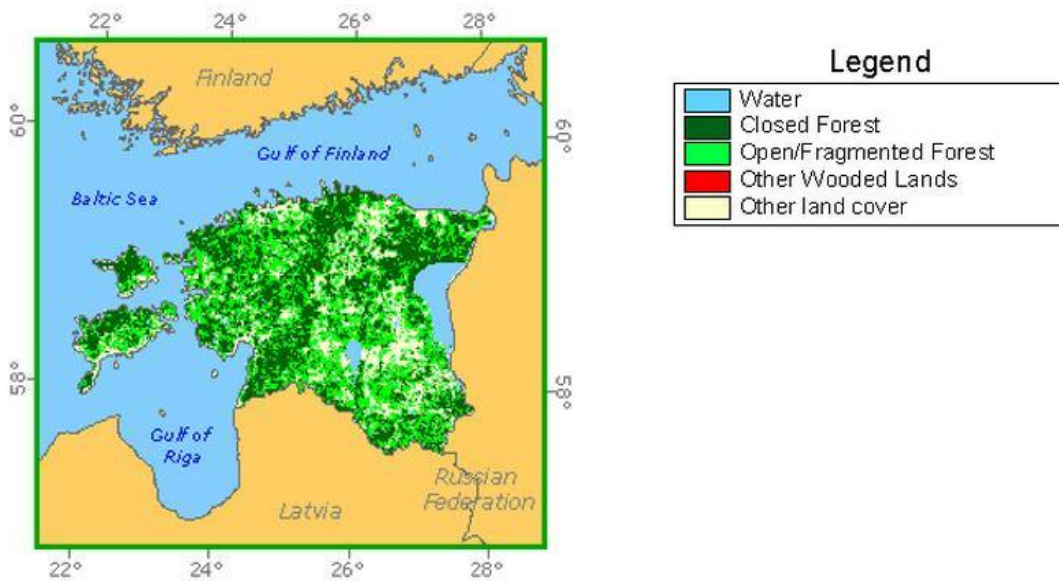 22° 24° 26° 28°
Finland
60°
60°
Gulf of Finland
Baltic Sea
58°
58°
Gulf of
Riga
Latvia
Russian
Federation
22° 24° 26° 28°
Legend
Water
Closed Forest
Open/Fragmented Forest
Other Wooded Lands
Other land cover